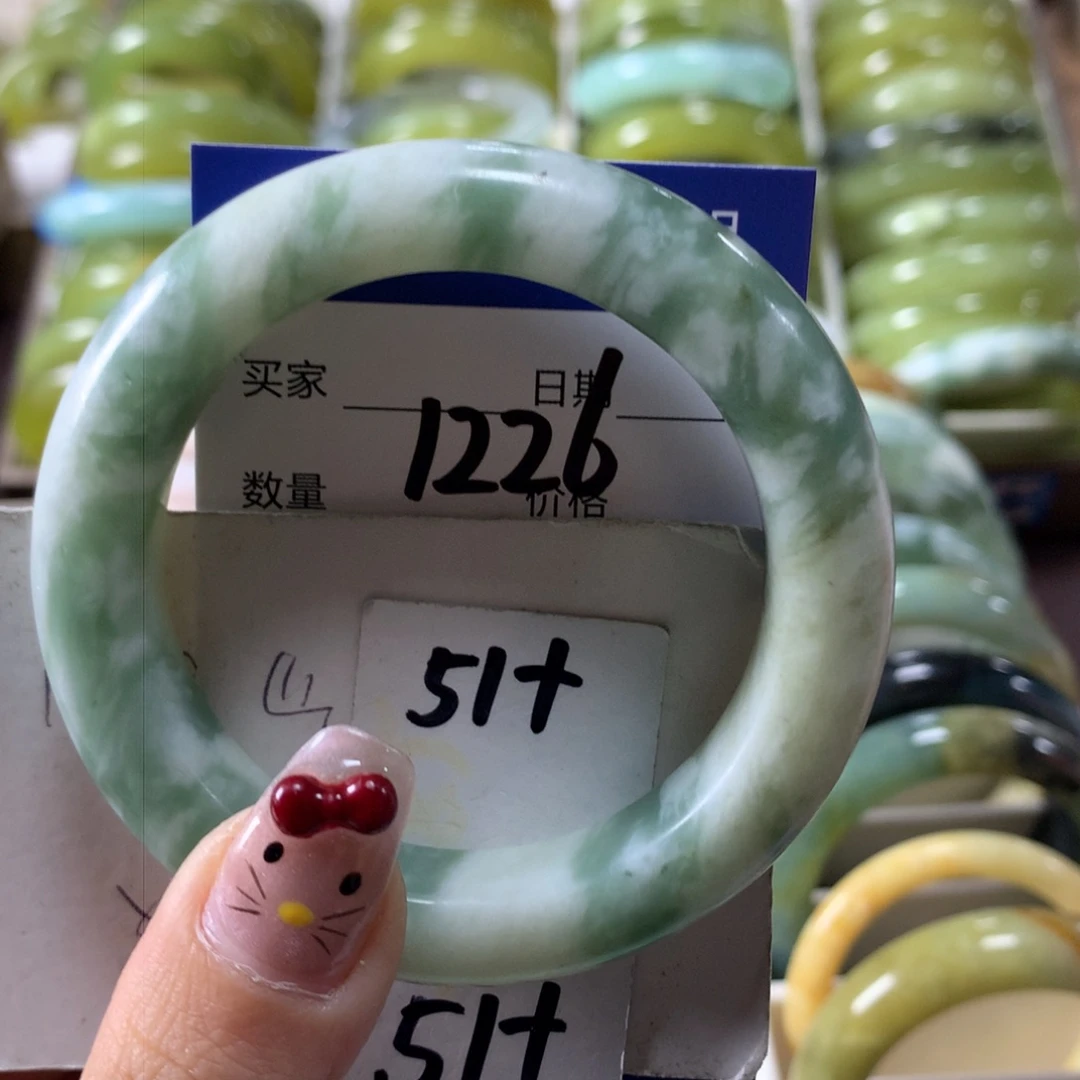 买家 日期
1226
数量 价格
51+
51+